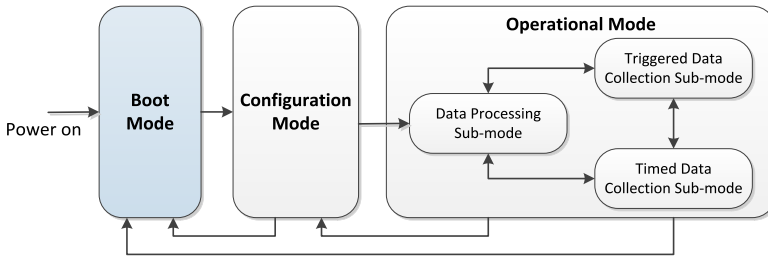 Power on
Boot
Mode
Configuration
Mode
Operational Mode
Data Processing
Sub-mode
Triggered Data
Collection Sub-mode
Timed Data
Collection Sub-mode